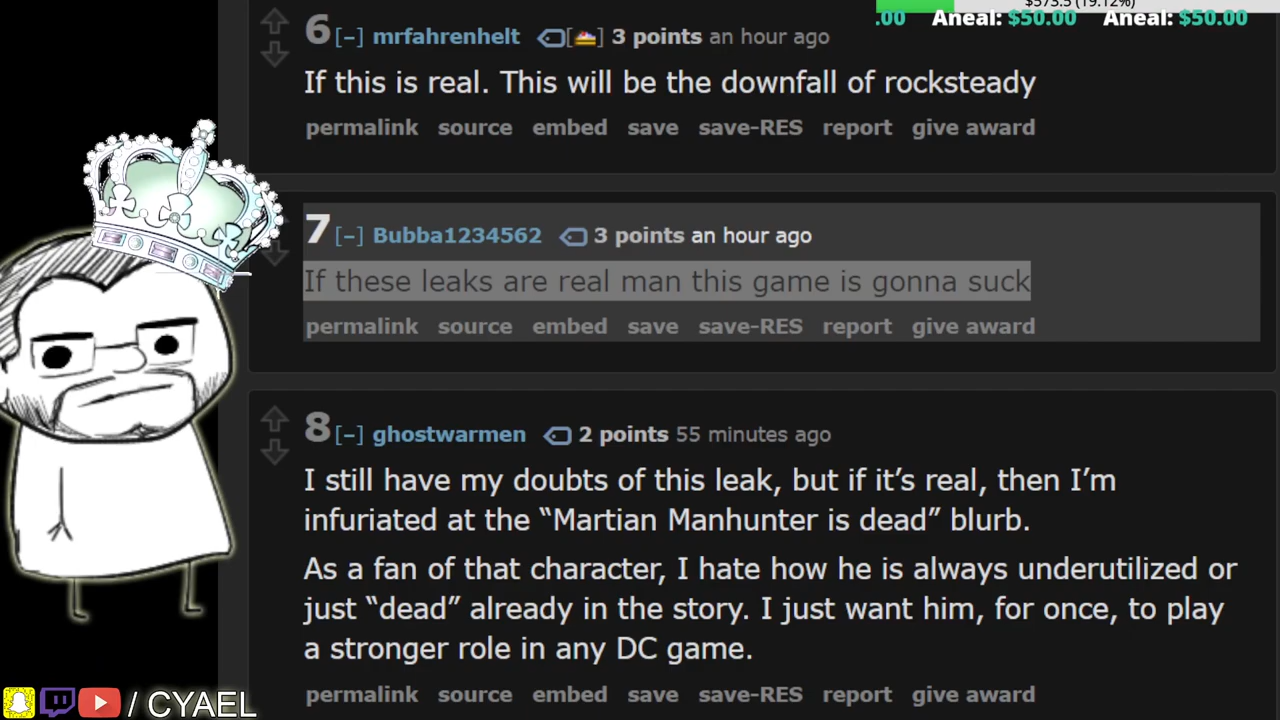 $573.5 (19.12%)
.00 Aneal: $50.00 Aneal: $50.00
6 [–] mrfahrenhelt [🍰] 3 points an hour ago
If this is real. This will be the downfall of rocksteady
permalink source embed save save-RES report give award
7 [–] Bubba1234562 3 points an hour ago
If these leaks are real man this game is gonna suck
permalink source embed save save-RES report give award
8 [–] ghostwarmen 2 points 55 minutes ago
I still have my doubts of this leak, but if it’s real, then I’m
infuriated at the “Martian Manhunter is dead” blurb.
As a fan of that character, I hate how he is always underutilized or
just “dead” already in the story. I just want him, for once, to play
a stronger role in any DC game.
permalink source embed save save-RES report give award
/ CYAEL